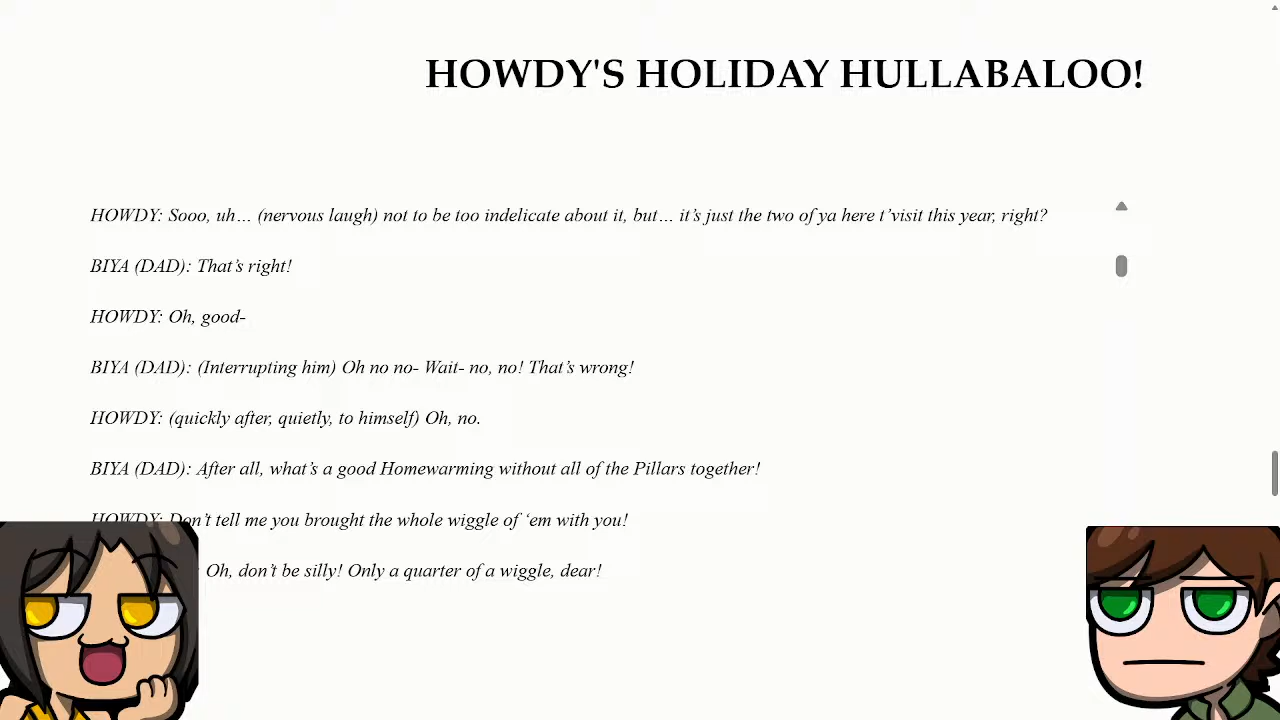 HOWDY'S HOLIDAY HULLABALOO!
HOWDY: Sooo, uh… (nervous laugh) not to be too indelicate about it, but… it’s just the two of ya here t’visit this year, right?
BIYA (DAD): That’s right!
HOWDY: Oh, good-
BIYA (DAD): (Interrupting him) Oh no no- Wait- no, no! That’s wrong!
HOWDY: (quickly after, quietly, to himself) Oh, no.
BIYA (DAD): After all, what’s a good Homewarming without all of the Pillars together!
HOWDY: Don’t tell me you brought the whole wiggle of ‘em with you!
Oh, don’t be silly! Only a quarter of a wiggle, dear!